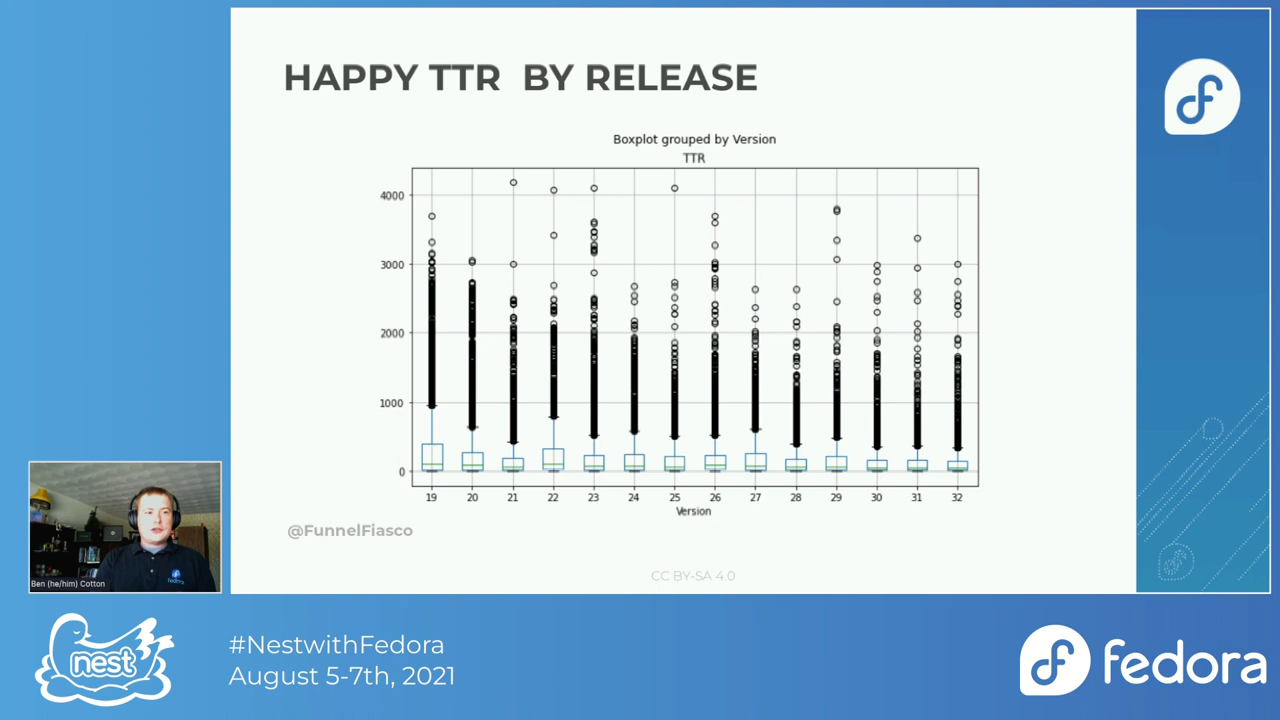 HAPPY TTR BY RELEASE
Boxplot grouped by Version
TTR
4000
3000
2000
1000
0
19 20 21 22 23 24 25 26 27 28 29 30 31 32
Version
@FunnelFiasco
CC BY-SA 4.0
fedora
Ben (he/him) Cotton
nest
#NestwithFedora
August 5-7th, 2021
fedora